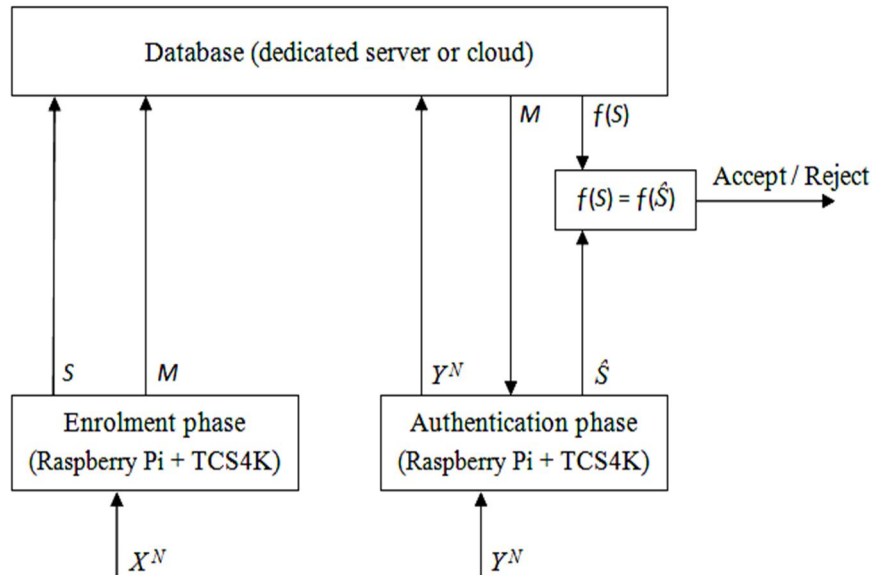 Database (dedicated server or cloud)
M
f(S)
Accept / Reject
f(S) = f(Ŝ)
S
M
Y^N
Ŝ
Enrolment phase
(Raspberry Pi + TCS4K)
Authentication phase
(Raspberry Pi + TCS4K)
X^N
Y^N